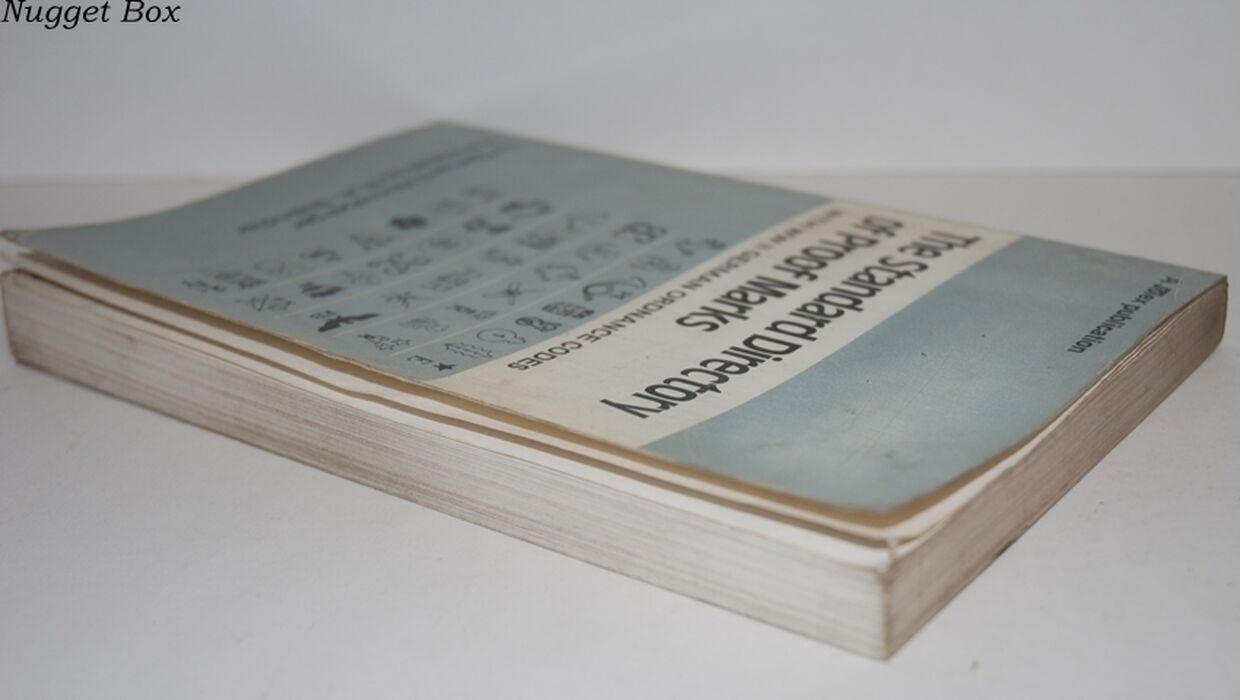 Nugget Box
The Standard Directory
of Proof Marks
WITH WW II GERMAN ORDNANCE CODES
publication